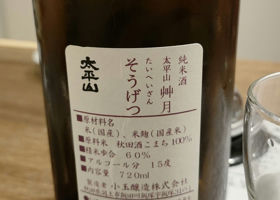 純米酒
太平山 艸月
たいへいざん
そうげつ
太平山
■原材料名
米(国産)、米麹(国産米)
■原料米 秋田酒こまち100%
■精米歩合 60%
■アルコール分 15度
■内容量 720ml
製造者 小玉醸造株式会社